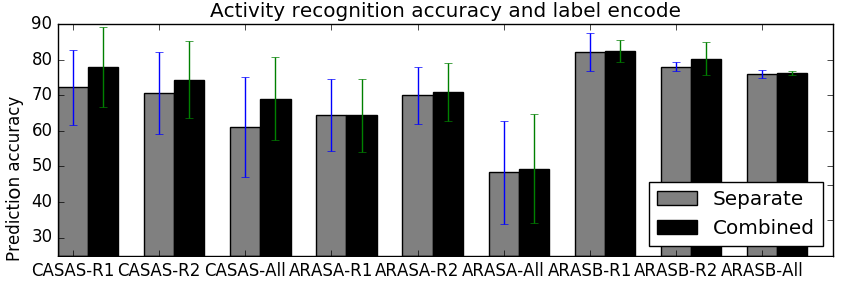 Activity recognition accuracy and label encode
Prediction accuracy
90
80
70
60
50
40
30
Separate
Combined
CASAS-R1 CASAS-R2 CASAS-All ARASA-R1 ARASA-R2 ARASA-All ARASB-R1 ARASB-R2 ARASB-All